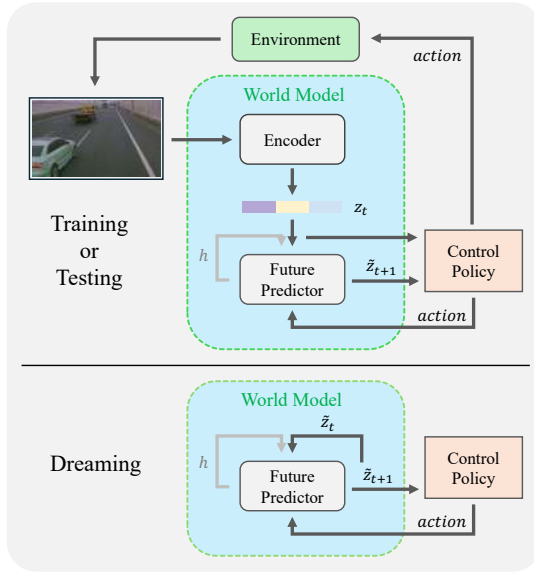 Environment
action
World Model
Encoder
z_t
Training
or
Testing
h
Future
Predictor
z̃_{t+1}
Control
Policy
action
World Model
z̃_t
Dreaming
h
Future
Predictor
z̃_{t+1}
Control
Policy
action